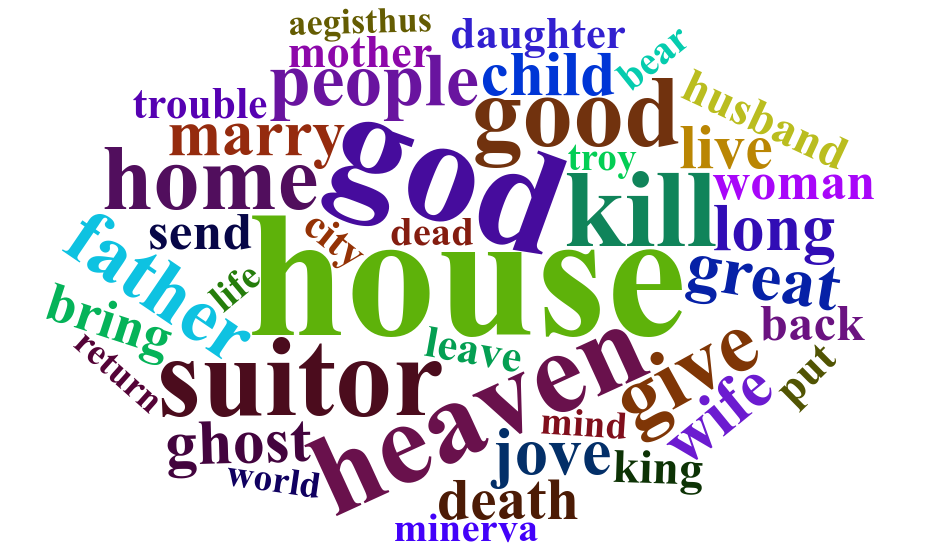 aegisthus
daughter
mother
bear
people
child
husband
trouble
good
marry
god
live
troy
home
kill
woman
send
city
dead
long
father
house
great
life
bring
back
leave
return
suitor
heaven
give
put
wife
mind
ghost
jove
king
world
death
minerva